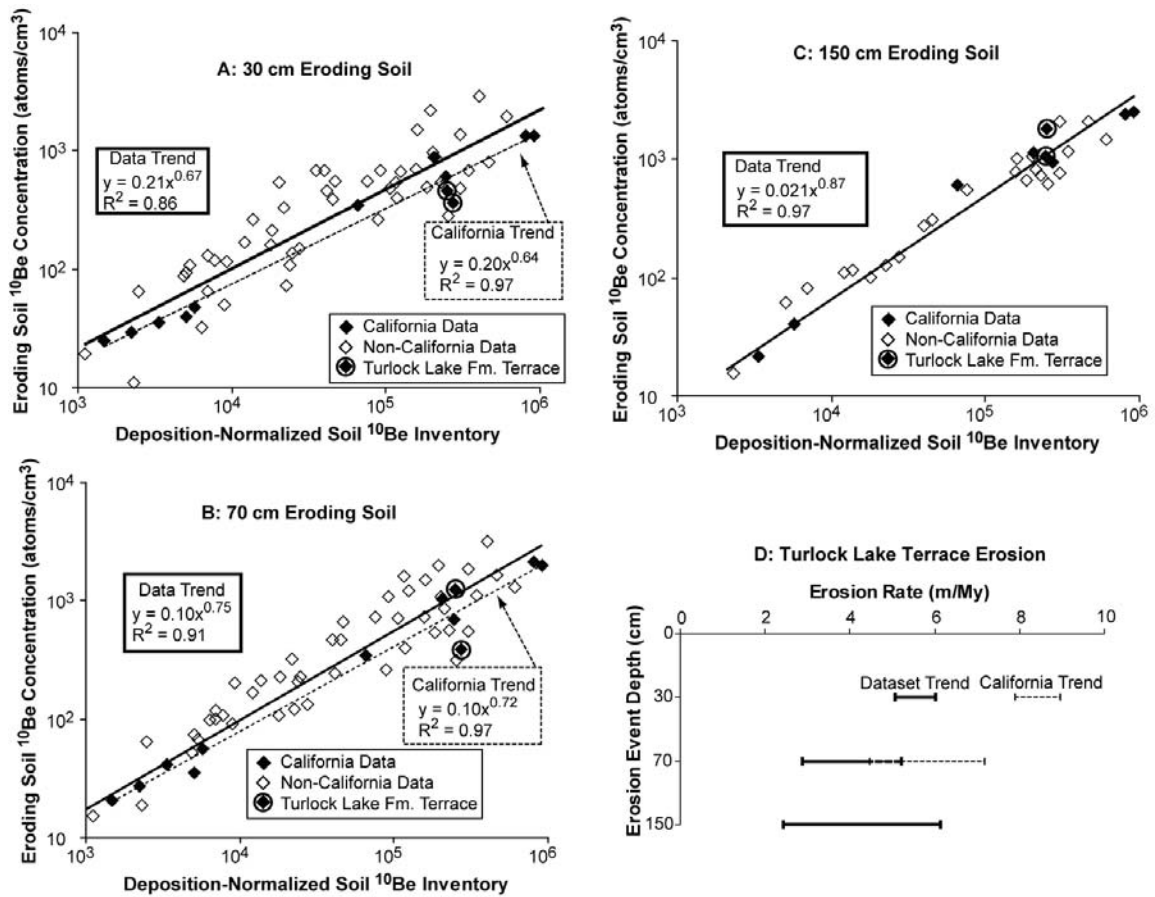 A: 30 cm Eroding Soil
Eroding Soil ¹⁰Be Concentration (atoms/cm³)
10⁴
10³
10²
10
Data Trend
y = 0.21x^0.67
R² = 0.86
California Trend
y = 0.20x^0.64
R² = 0.97
California Data
Non-California Data
Turlock Lake Fm. Terrace
10³ 10⁴ 10⁵ 10⁶
Deposition-Normalized Soil ¹⁰Be Inventory
C: 150 cm Eroding Soil
Eroding Soil ¹⁰Be Concentration (atoms/cm³)
10⁴
10³
10²
10
Data Trend
y = 0.021x^0.87
R² = 0.97
California Data
Non-California Data
Turlock Lake Fm. Terrace
10³ 10⁴ 10⁵ 10⁶
Deposition-Normalized Soil ¹⁰Be Inventory
B: 70 cm Eroding Soil
Eroding Soil ¹⁰Be Concentration (atoms/cm³)
10⁴
10³
10²
10
Data Trend
y = 0.10x^0.75
R² = 0.91
California Trend
y = 0.10x^0.72
R² = 0.97
California Data
Non-California Data
Turlock Lake Fm. Terrace
10³ 10⁴ 10⁵ 10⁶
Deposition-Normalized Soil ¹⁰Be Inventory
D: Turlock Lake Terrace Erosion
Erosion Rate (m/My)
0 2 4 6 8 10
Erosion Event Depth (cm)
0
Dataset Trend California Trend
30
70
150